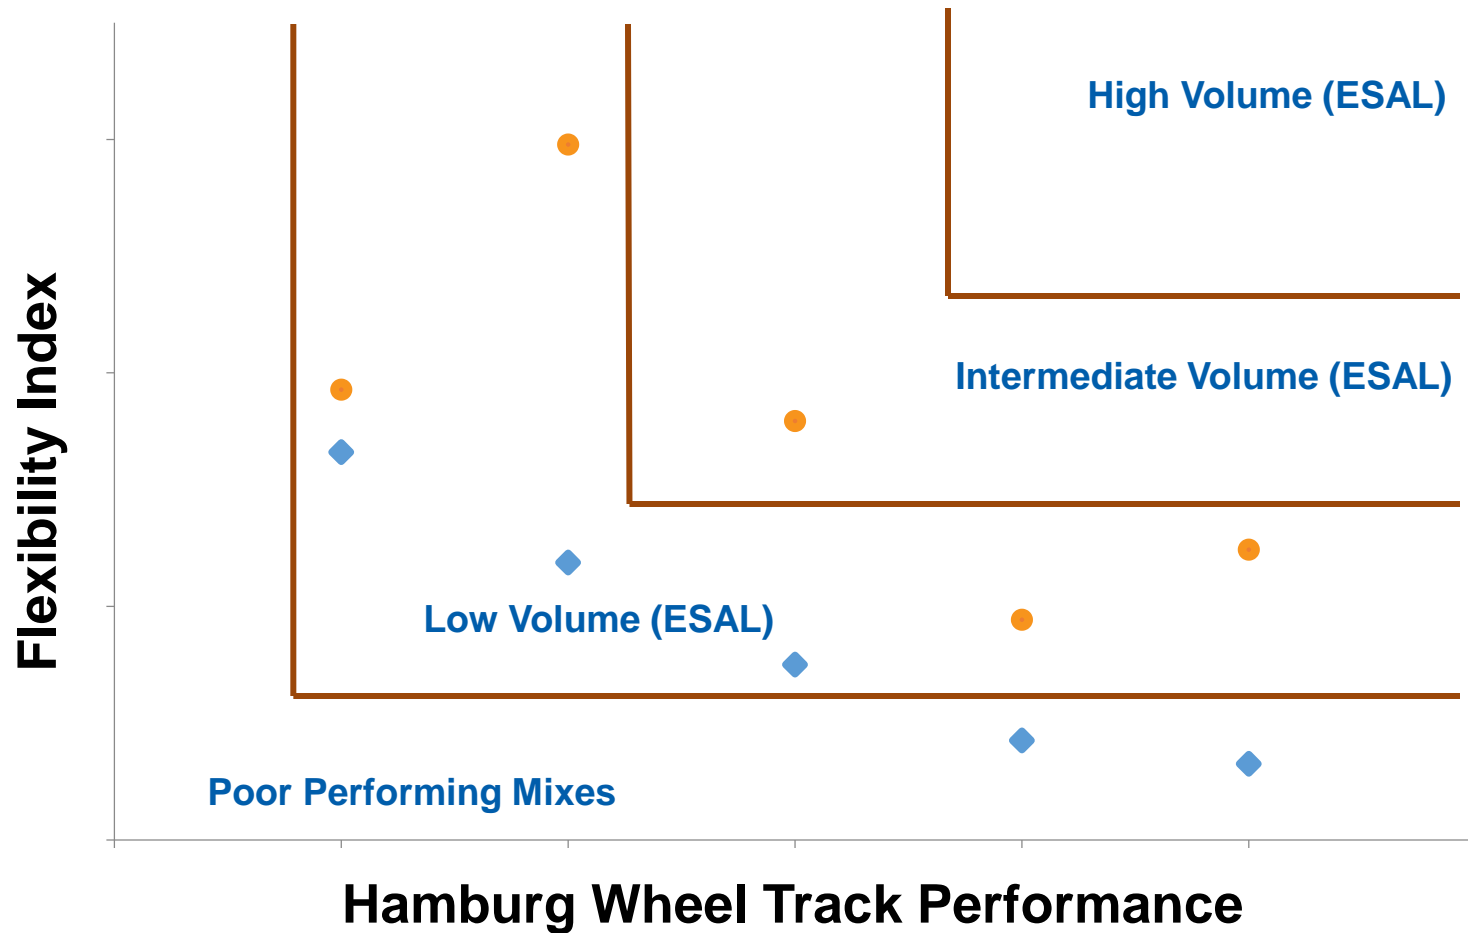 High Volume (ESAL)
Intermediate Volume (ESAL)
Flexibility Index
Low Volume (ESAL)
Poor Performing Mixes
Hamburg Wheel Track Performance